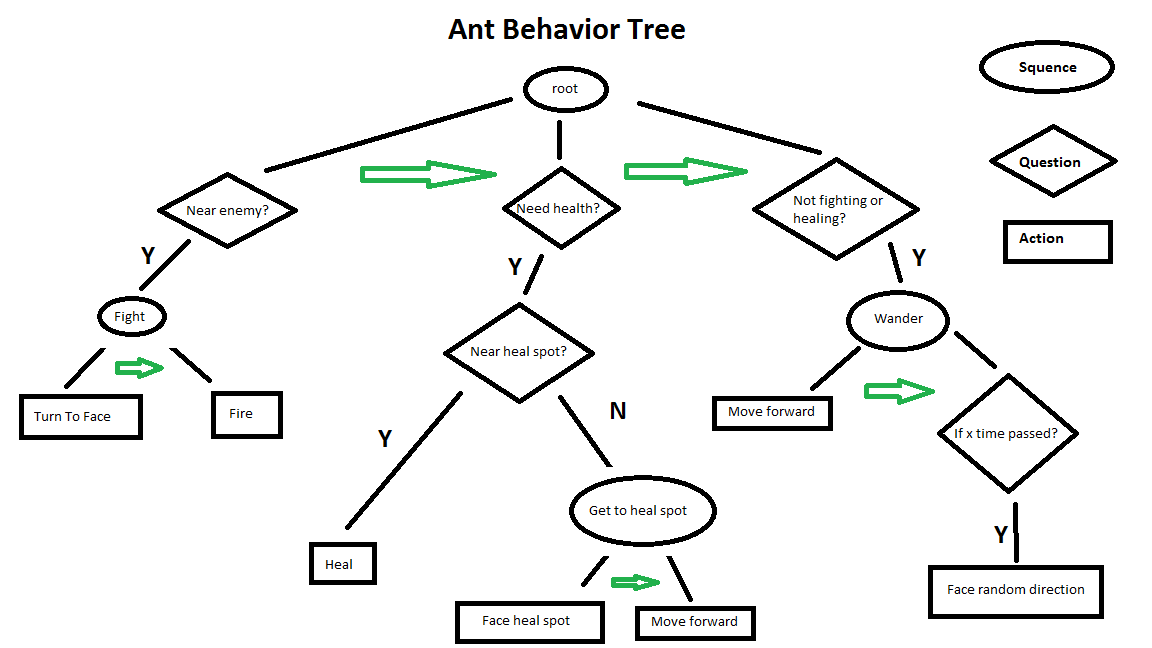 Ant Behavior Tree
root
Squence
Question
Action
Near enemy?
Need health?
Not fighting or
healing?
Y
Y
Y
Fight
Near heal spot?
Wander
Turn To Face
Fire
Y
N
Move forward
If x time passed?
Heal
Get to heal spot
Y
Face heal spot
Move forward
Face random direction